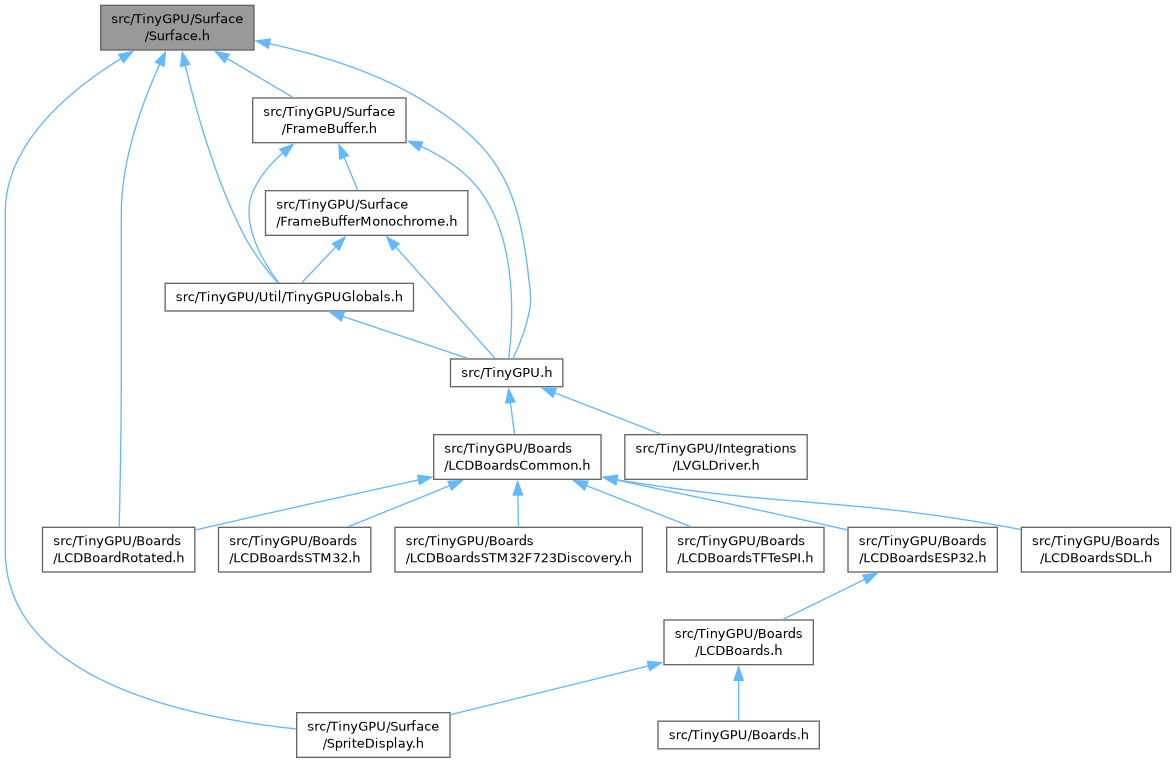 src/TinyGPU/Surface
/Surface.h
src/TinyGPU/Surface
/FrameBuffer.h
src/TinyGPU/Surface
/FrameBufferMonochrome.h
src/TinyGPU/Util/TinyGPUGlobals.h
src/TinyGPU.h
src/TinyGPU/Boards
/LCDBoardsCommon.h
src/TinyGPU/Integrations
/LVGLDriver.h
src/TinyGPU/Boards
/LCDBoardRotated.h
src/TinyGPU/Boards
/LCDBoardsSTM32.h
src/TinyGPU/Boards
/LCDBoardsSTM32F723Discovery.h
src/TinyGPU/Boards
/LCDBoardsTFTeSPI.h
src/TinyGPU/Boards
/LCDBoardsESP32.h
src/TinyGPU/Boards
/LCDBoardsSDL.h
src/TinyGPU/Boards
/LCDBoards.h
src/TinyGPU/Surface
/SpriteDisplay.h
src/TinyGPU/Boards.h